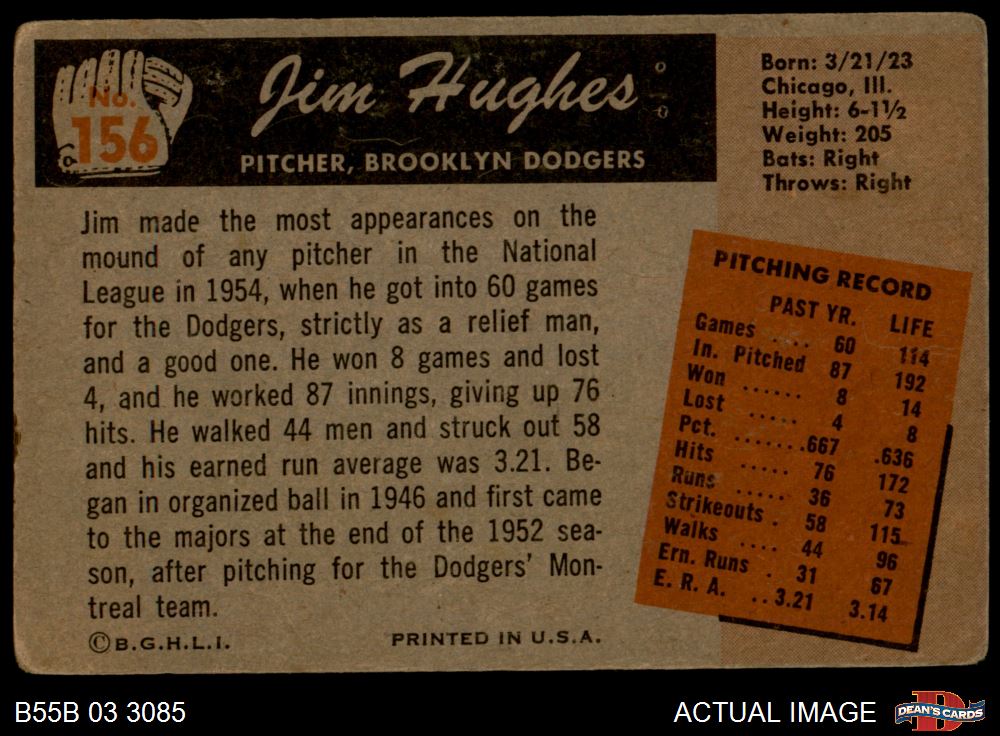 No.
156
Jim Hughes
PITCHER, BROOKLYN DODGERS
Born: 3/21/23
Chicago, Ill.
Height: 6-1½
Weight: 205
Bats: Right
Throws: Right
Jim made the most appearances on the
mound of any pitcher in the National
League in 1954, when he got into 60 games
for the Dodgers, strictly as a relief man,
and a good one. He won 8 games and lost
4, and he worked 87 innings, giving up 76
hits. He walked 44 men and struck out 58
and his earned run average was 3.21. Be-
gan in organized ball in 1946 and first came
to the majors at the end of the 1952 sea-
son, after pitching for the Dodgers' Mon-
treal team.
©B.G.H.L.I. PRINTED IN U.S.A.
PITCHING RECORD
PAST YR. LIFE
Games .... 60 114
In. Pitched 87 192
Won ...... 8 14
Lost ..... 4 8
Pct. ....... .667 .636
Hits ..... 76 172
Runs ..... 36 73
Strikeouts . 58 115
Walks .... 44 96
Ern. Runs . 31 67
E. R. A. .. 3.21 3.14
B55B 03 3085
ACTUAL IMAGE
DEAN'S CARDS